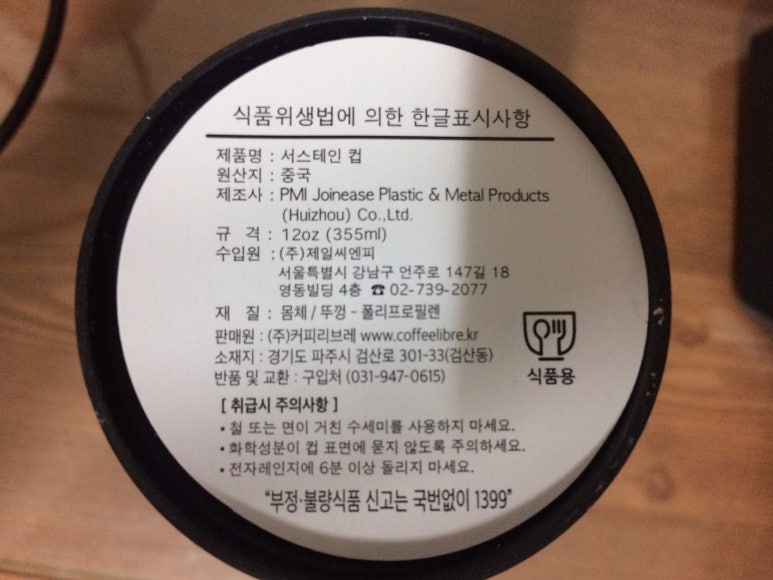 식품위생법에 의한 한글표시사항
제품명 : 서스테인 컵
원산지 : 중국
제조사 : PMI Joinease Plastic & Metal Products
(Huizhou) Co.,Ltd.
규 격 : 12oz (355ml)
수입원 : (주)제일씨엔피
서울특별시 강남구 언주로 147길 18
영동빌딩 4층 ☎ 02-739-2077
재 질 : 몸체 / 뚜껑 - 폴리프로필렌
판매원 : (주)커피리브레 www.coffeelibre.kr
소재지 : 경기도 파주시 검산로 301-33(검산동)
반품 및 교환 : 구입처 (031-947-0615)
식품용
[ 취급시 주의사항 ]
• 철 또는 면이 거친 수세미를 사용하지 마세요.
• 화학성분이 컵 표면에 묻지 않도록 주의하세요.
• 전자레인지에 6분 이상 돌리지 마세요.
“부정·불량식품 신고는 국번없이 1399”